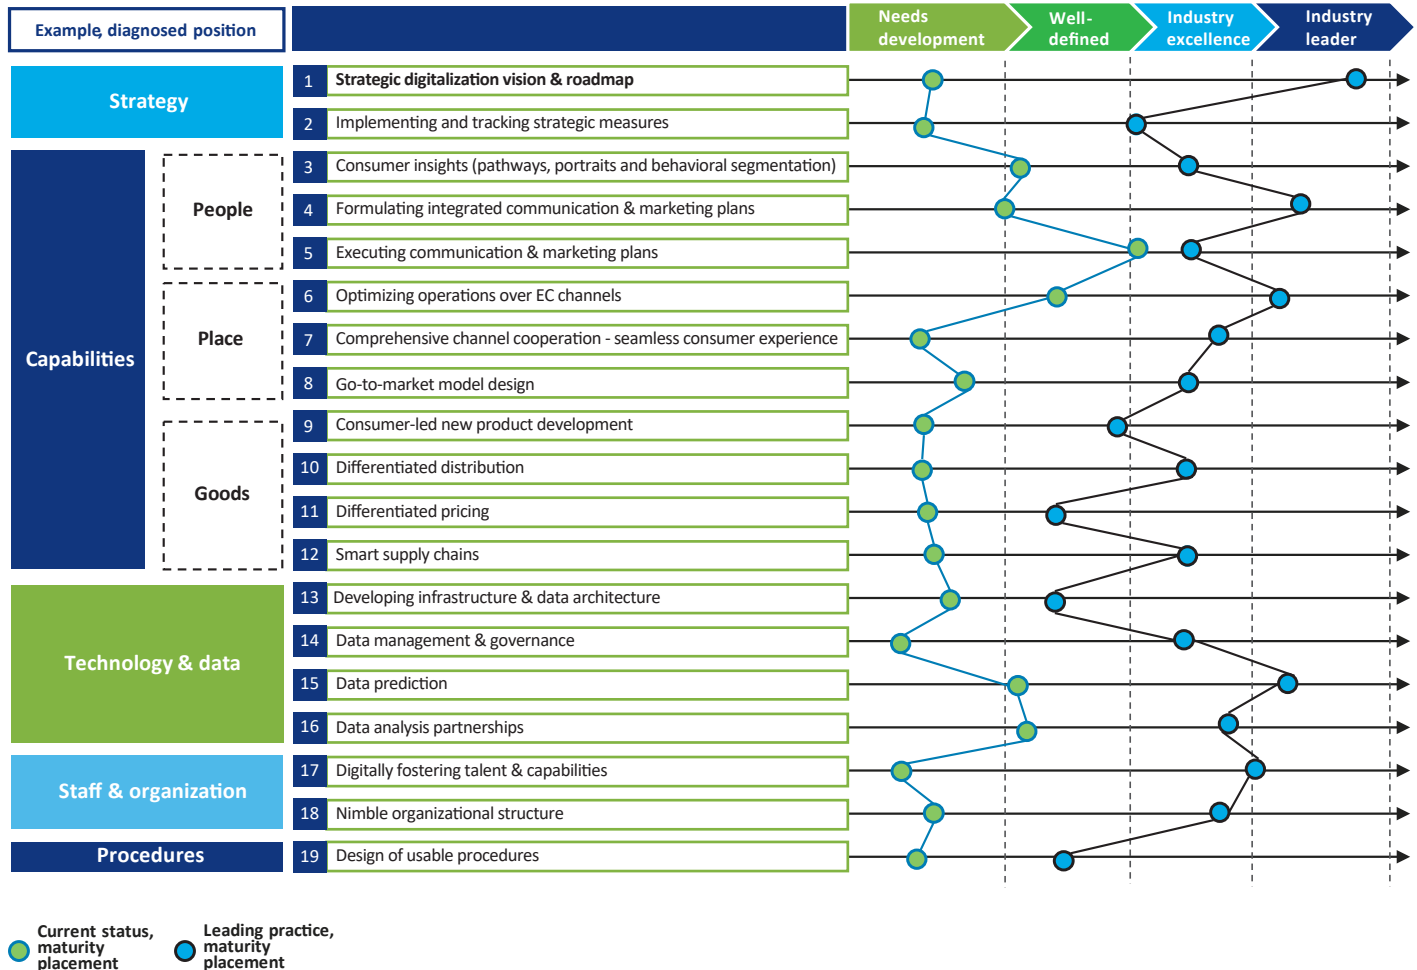 Example, diagnosed position
Needs
development
Well-
defined
Industry
excellence
Industry
leader
Strategy
1 Strategic digitalization vision & roadmap
2 Implementing and tracking strategic measures
Capabilities
People
3 Consumer insights (pathways, portraits and behavioral segmentation)
4 Formulating integrated communication & marketing plans
5 Executing communication & marketing plans
Place
6 Optimizing operations over EC channels
7 Comprehensive channel cooperation - seamless consumer experience
8 Go-to-market model design
Goods
9 Consumer-led new product development
10 Differentiated distribution
11 Differentiated pricing
12 Smart supply chains
Technology & data
13 Developing infrastructure & data architecture
14 Data management & governance
15 Data prediction
16 Data analysis partnerships
Staff & organization
17 Digitally fostering talent & capabilities
18 Nimble organizational structure
Procedures
19 Design of usable procedures
Current status,
maturity
placement
Leading practice,
maturity
placement